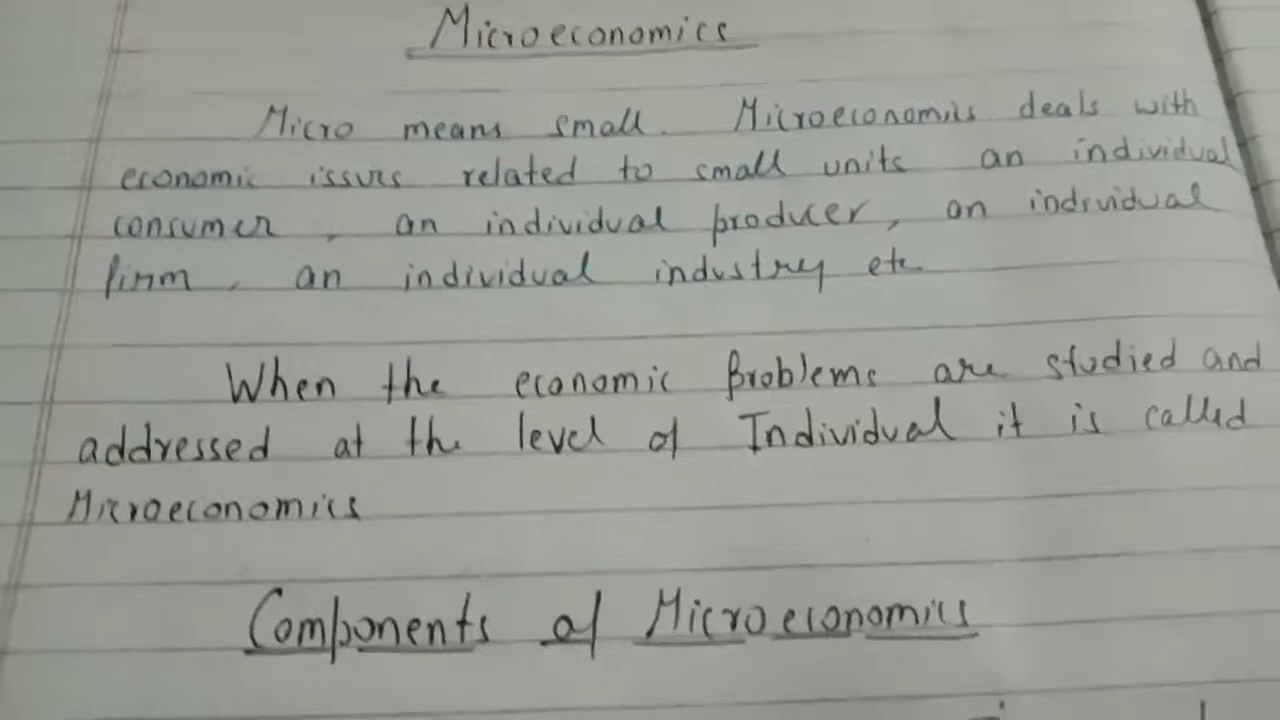 Microeconomics
Micro means small. Microeconomics deals with
economic issues related to small units an individual
consumer, an individual producer, an individual
firm, an individual industry etc
When the economic Problems are studied and
addressed at the level of Individual it is called
Microeconomics
Components of Microeconomics